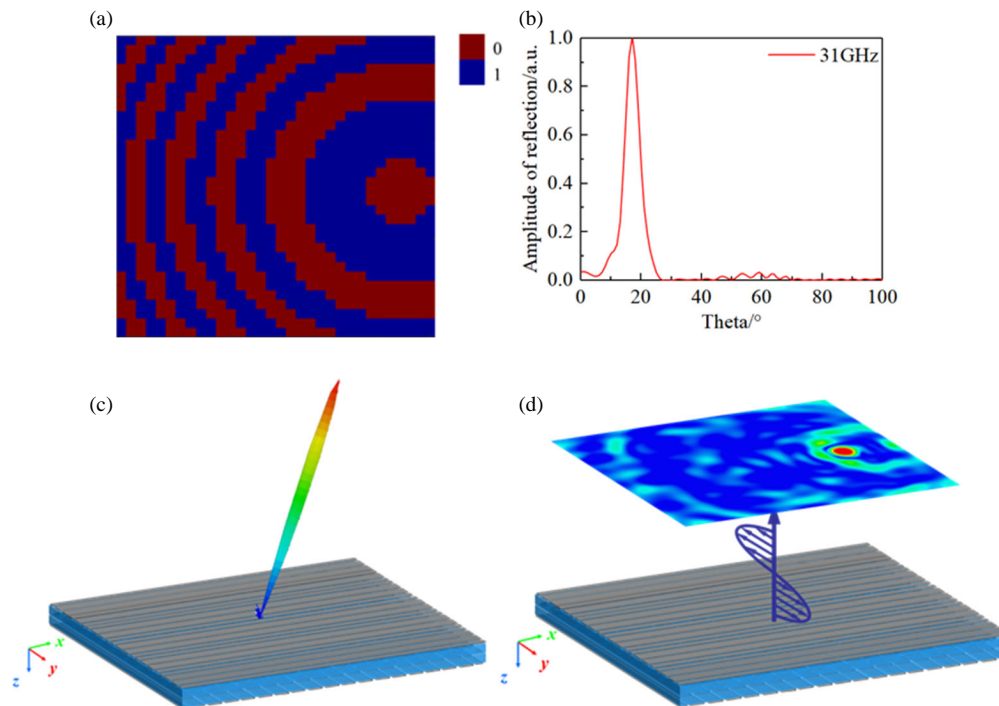 (a)
0
1
(b)
1.0
0.8
0.6
0.4
0.2
0.0
Amplitude of reflection/a.u.
31GHz
0 20 40 60 80 100
Theta/°
(c)
x
y
z
(d)
x
y
z